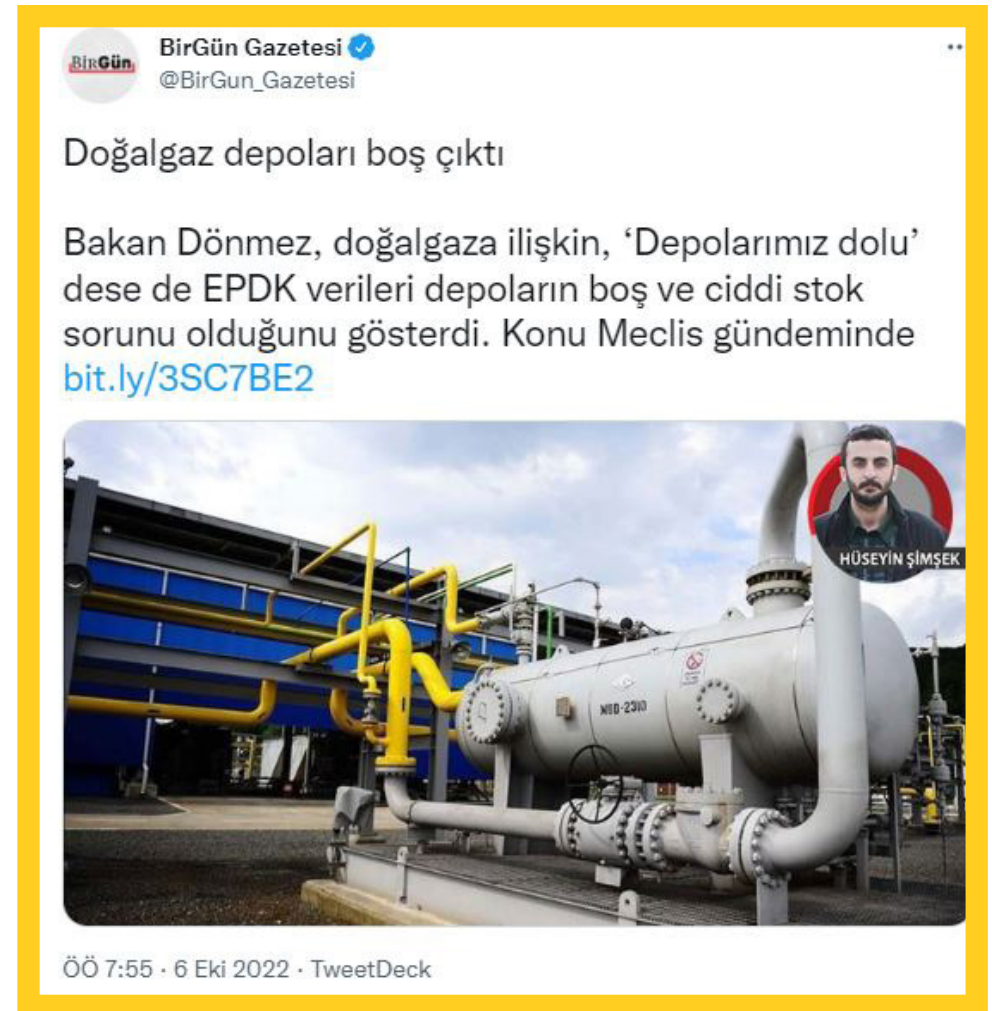 BirGün
BirGün Gazetesi
@BirGun_Gazetesi
Doğalgaz depoları boş çıktı
Bakan Dönmez, doğalgaza ilişkin, ‘Depolarımız dolu’
dese de EPDK verileri depoların boş ve ciddi stok
sorunu olduğunu gösterdi. Konu Meclis gündeminde
bit.ly/3SC7BE2
HÜSEYİN ŞİMŞEK
ÖÖ 7:55 · 6 Eki 2022 · TweetDeck